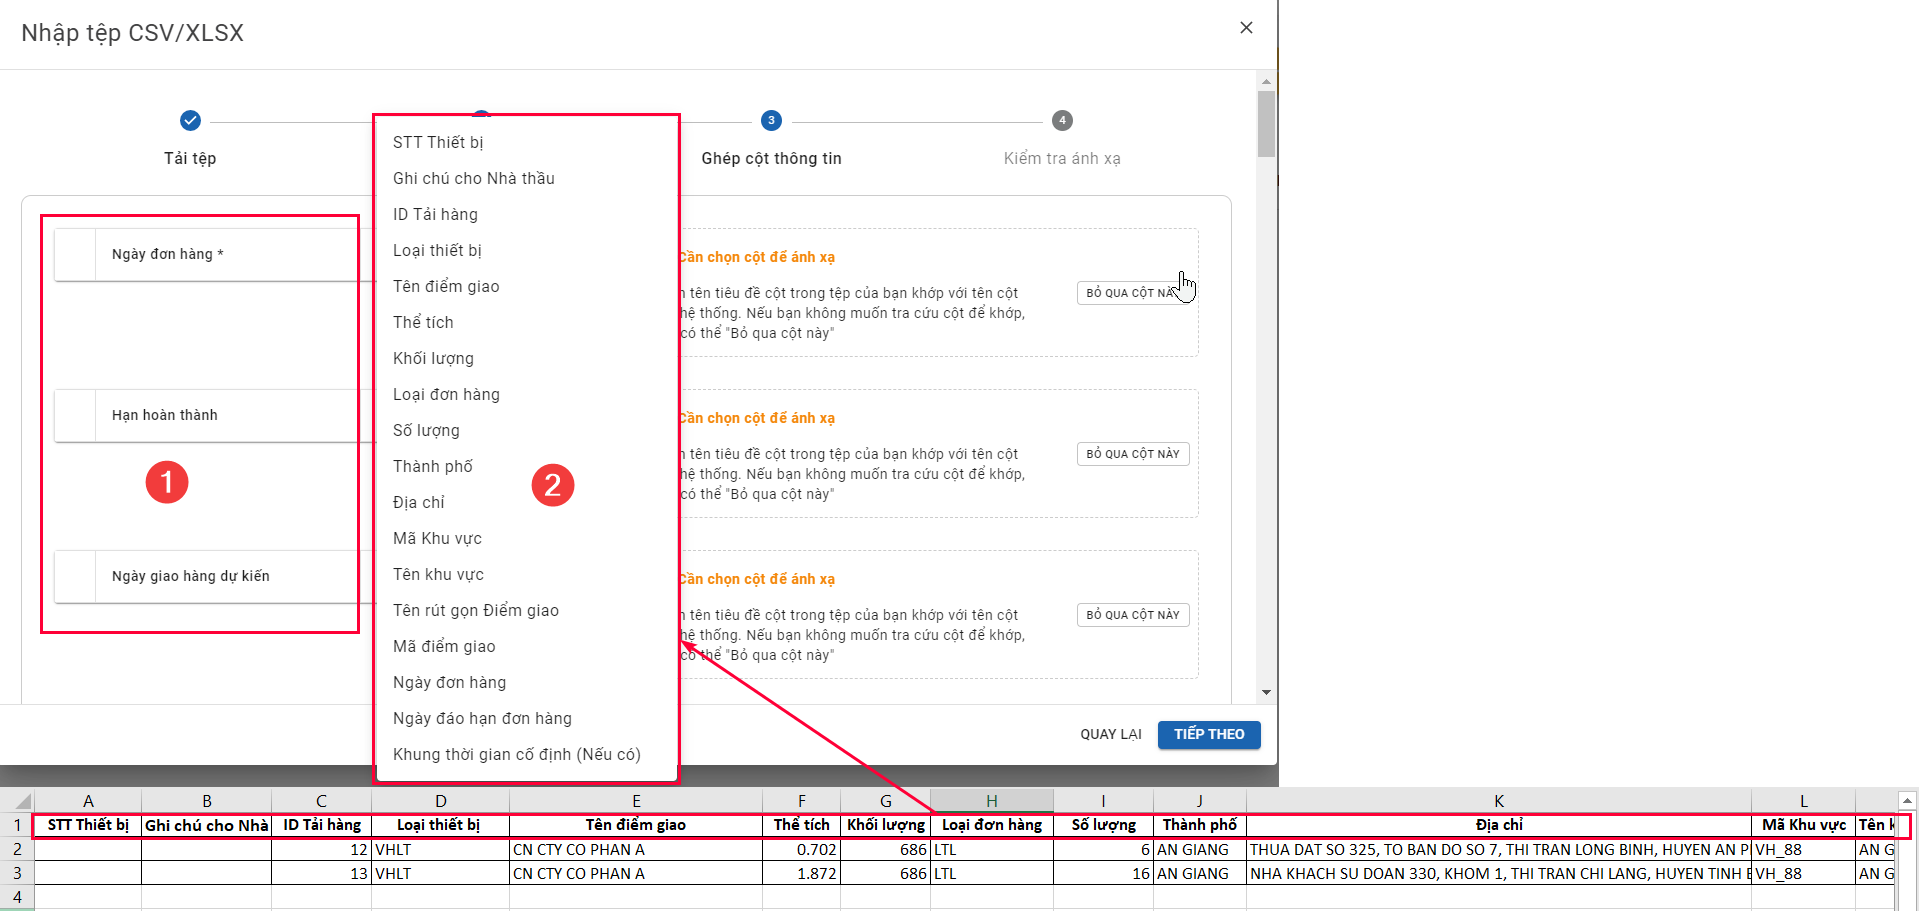 Nhập tệp CSV/XLSX
3
4
Tải tệp
Ghép cột thông tin
Kiểm tra ánh xạ
STT Thiết bị
Ghi chú cho Nhà thầu
ID Tải hàng
Loại thiết bị
Tên điểm giao
Thể tích
Khối lượng
Loại đơn hàng
Số lượng
Thành phố
Địa chỉ
Mã Khu vực
Tên khu vực
Tên rút gọn Điểm giao
Mã điểm giao
Ngày đơn hàng
Ngày đáo hạn đơn hàng
Khung thời gian cố định (Nếu có)
Ngày đơn hàng *
Cần chọn cột để ánh xạ
tên tiêu đề cột trong tệp của bạn khớp với tên cột
hệ thống. Nếu bạn không muốn tra cứu cột để khớp,
có thể "Bỏ qua cột này"
BỎ QUA CỘT
Hạn hoàn thành
Cần chọn cột để ánh xạ
tên tiêu đề cột trong tệp của bạn khớp với tên cột
hệ thống. Nếu bạn không muốn tra cứu cột để khớp,
có thể "Bỏ qua cột này"
BỎ QUA CỘT NÀY
1
2
Ngày giao hàng dự kiến
Cần chọn cột để ánh xạ
tên tiêu đề cột trong tệp của bạn khớp với tên cột
hệ thống. Nếu bạn không muốn tra cứu cột để khớp,
có thể "Bỏ qua cột này"
BỎ QUA CỘT NÀY
QUAY LẠI
TIẾP THEO
A B C D E F G H I J K L
1 STT Thiết bị Ghi chú cho Nhà ID Tải hàng Loại thiết bị Tên điểm giao Thể tích Khối lượng Loại đơn hàng Số lượng Thành phố Địa chỉ Mã Khu vực Tên
2 12 VHLT CN CTY CO PHAN A 0.702 686 LTL 6 AN GIANG THUA DAT SO 325, TO BAN DO SO 7, THI TRAN LONG BINH, HUYEN AN VH_88 AN G
3 13 VHLT CN CTY CO PHAN A 1.872 686 LTL 16 AN GIANG NHA KHACH SU DOAN 330, KHOM 1, THI TRAN CHI LANG, HUYEN TINH VH_88 AN G
4